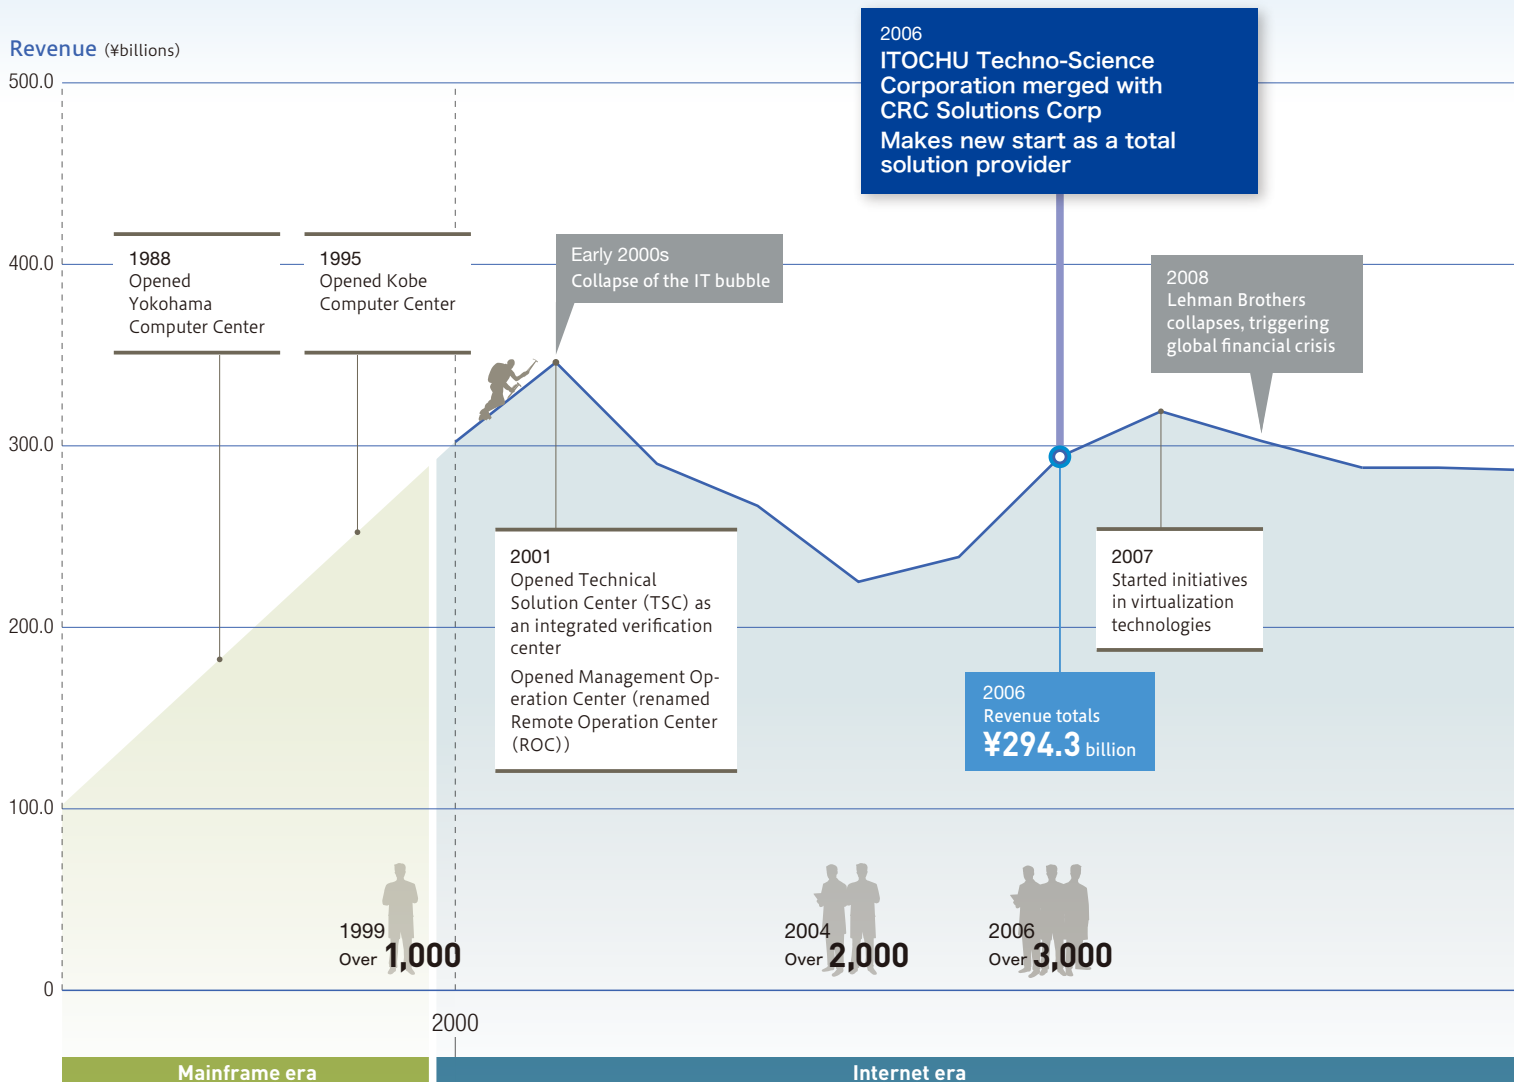 Revenue (¥billions)
500.0
400.0
300.0
200.0
100.0
0
2006
ITOCHU Techno-Science
Corporation merged with
CRC Solutions Corp
Makes new start as a total
solution provider
1988
Opened
Yokohama
Computer Center
1995
Opened Kobe
Computer Center
Early 2000s
Collapse of the IT bubble
2008
Lehman Brothers
collapses, triggering
global financial crisis
2001
Opened Technical
Solution Center (TSC) as
an integrated verification
center
Opened Management Op-
eration Center (renamed
Remote Operation Center
(ROC))
2007
Started initiatives
in virtualization
technologies
2006
Revenue totals
¥294.3 billion
1999
Over 1,000
2004
Over 2,000
2006
Over 3,000
2000
Mainframe era
Internet era